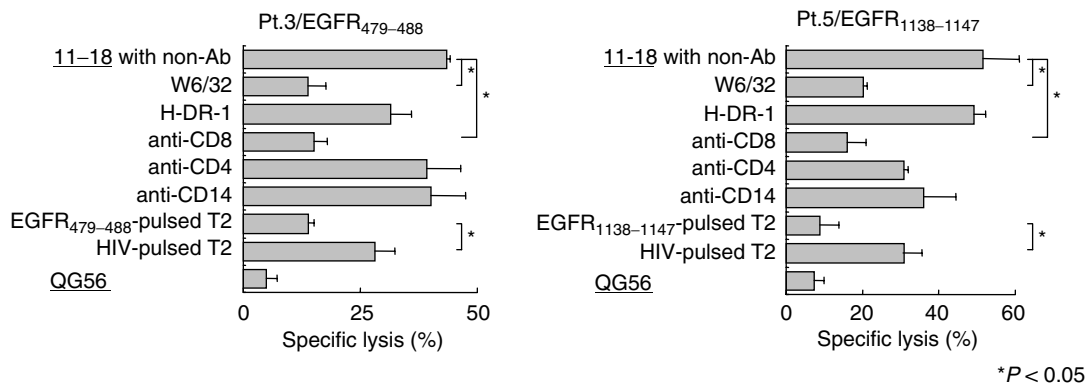 Pt.3/EGFR479–488
11–18 with non-Ab
W6/32
H-DR-1
anti-CD8
anti-CD4
anti-CD14
EGFR479–488-pulsed T2
HIV-pulsed T2
QG56
*
*
*
0 25 50
Specific lysis (%)
Pt.5/EGFR1138–1147
11-18 with non-Ab
W6/32
H-DR-1
anti-CD8
anti-CD4
anti-CD14
EGFR1138–1147-pulsed T2
HIV-pulsed T2
QG56
*
*
*
0 20 40 60
Specific lysis (%)
*P < 0.05